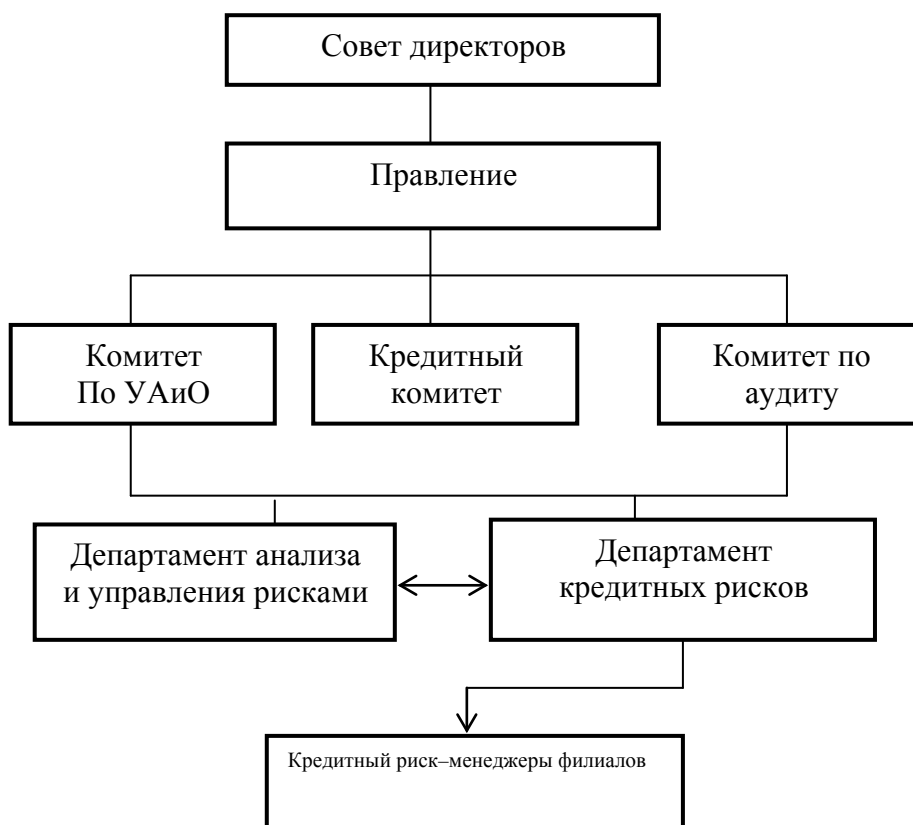 Совет директоров
Правление
Комитет
По УАиО
Кредитный
комитет
Комитет по
аудиту
Департамент анализа
и управления рисками
Департамент
кредитных рисков
Кредитный риск–менеджеры филиалов